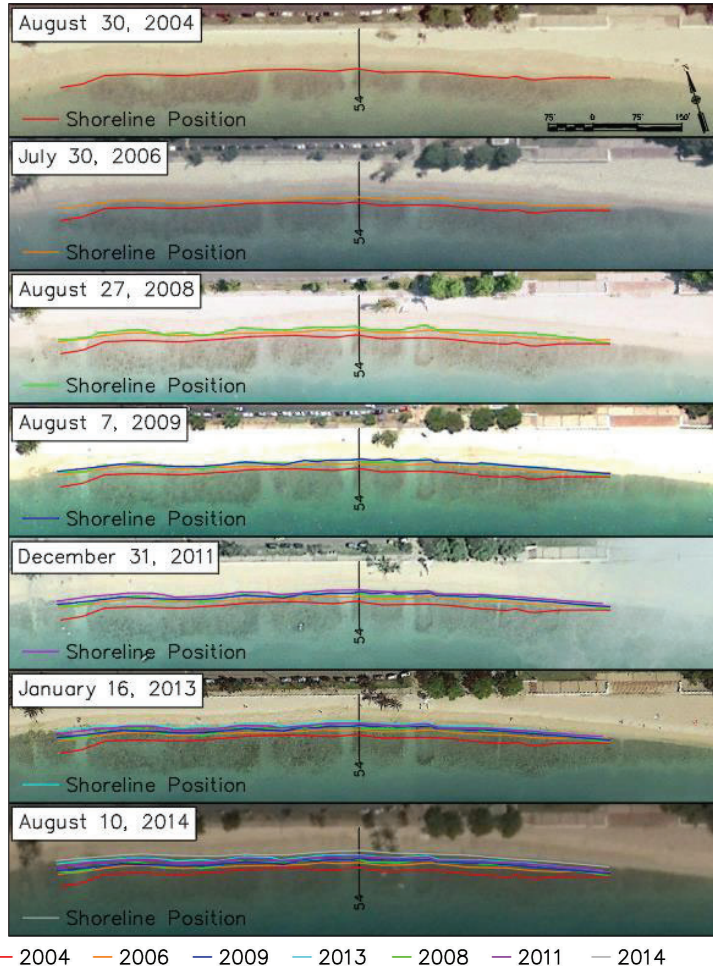 August 30, 2004
54
Shoreline Position
75' 0 75' 150'
July 30, 2006
54
Shoreline Position
August 27, 2008
54
Shoreline Position
August 7, 2009
54
Shoreline Position
December 31, 2011
54
Shoreline Position
January 16, 2013
54
Shoreline Position
August 10, 2014
54
Shoreline Position
2004 2006 2009 2013 2008 2011 2014